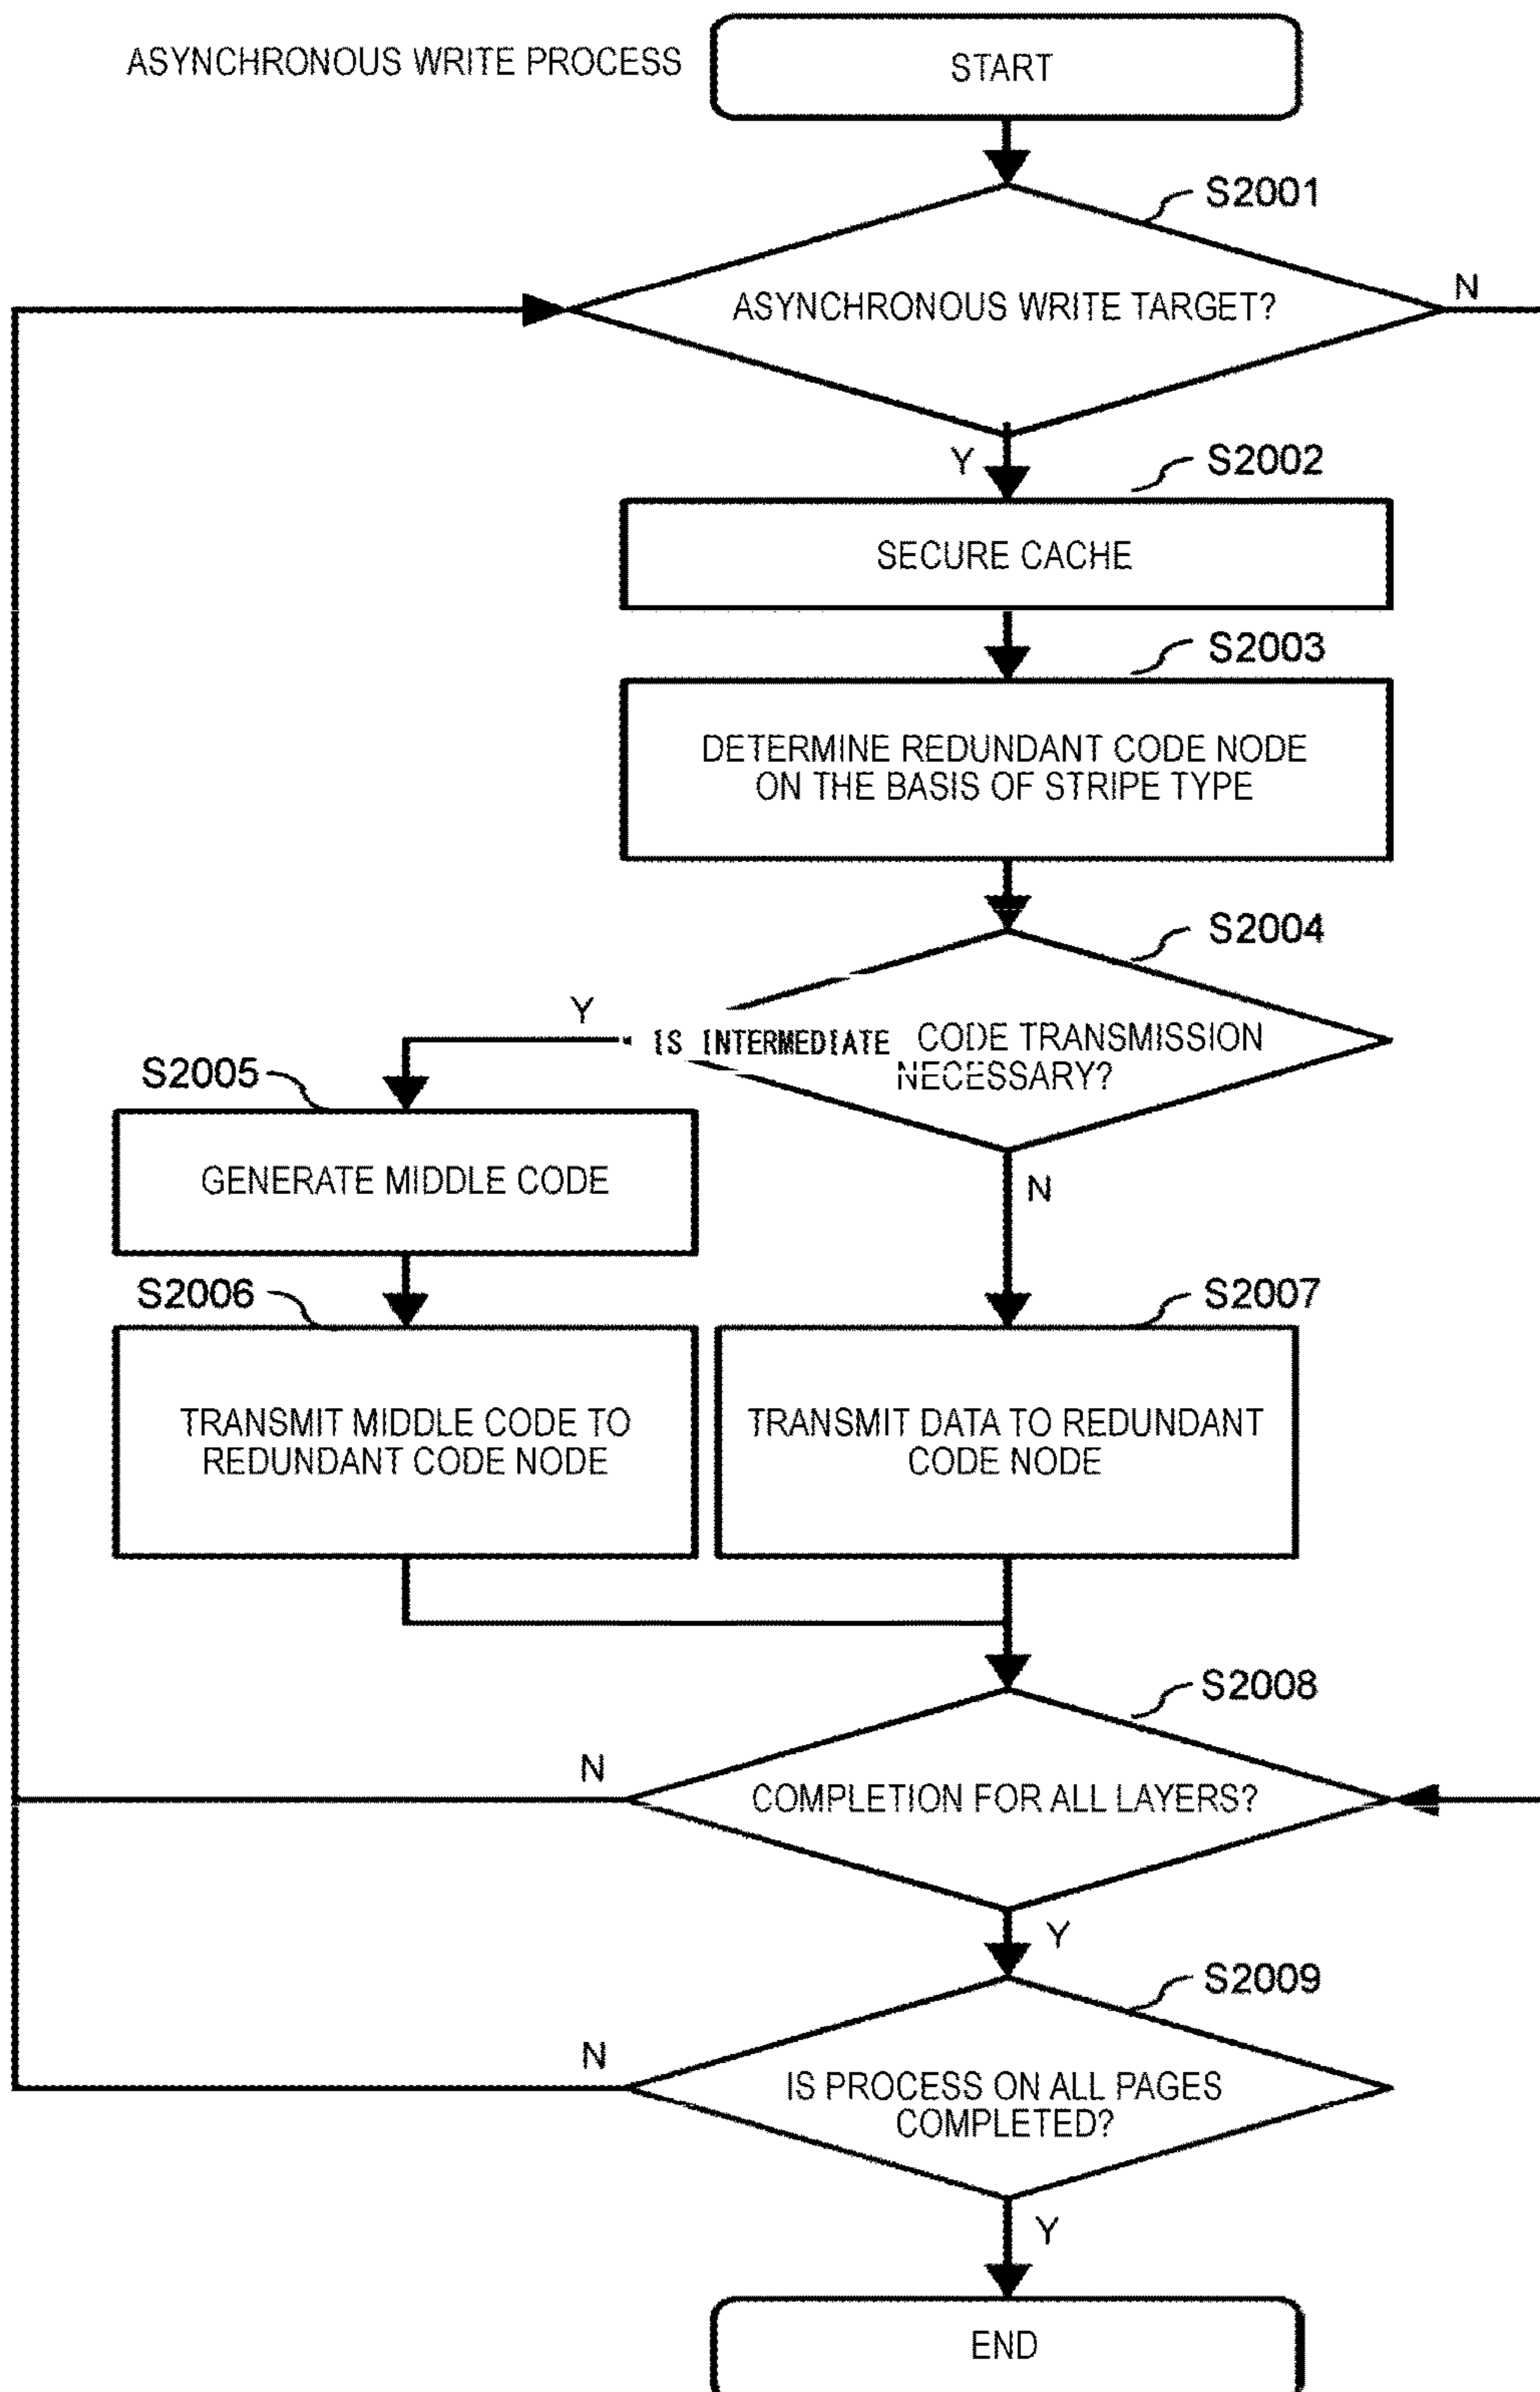 ASYNCHRONOUS WRITE PROCESS
START
S2001
ASYNCHRONOUS WRITE TARGET?
N
Y
S2002
SECURE CACHE
S2003
DETERMINE REDUNDANT CODE NODE
ON THE BASIS OF STRIPE TYPE
S2004
Y
IS INTERMEDIATE CODE TRANSMISSION
NECESSARY?
S2005
GENERATE MIDDLE CODE
N
S2006
S2007
TRANSMIT MIDDLE CODE TO
REDUNDANT CODE NODE
TRANSMIT DATA TO REDUNDANT
CODE NODE
S2008
N
COMPLETION FOR ALL LAYERS?
Y
S2009
N
IS PROCESS ON ALL PAGES
COMPLETED?
Y
END